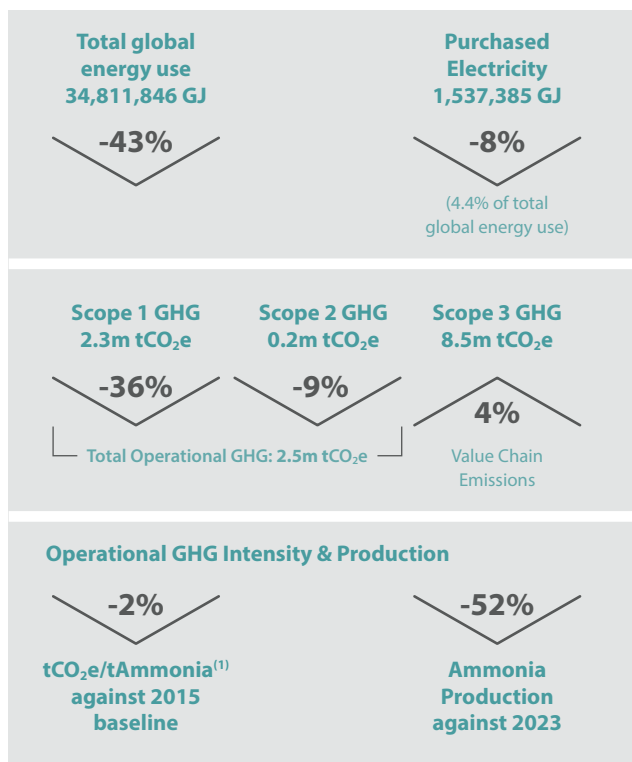 Total global
energy use
34,811,846 GJ
-43%
Purchased
Electricity
1,537,385 GJ
-8%
(4.4% of total
global energy use)
Scope 1 GHG
2.3m tCO₂e
-36%
Scope 2 GHG
0.2m tCO₂e
-9%
Total Operational GHG: 2.5m tCO₂e
Scope 3 GHG
8.5m tCO₂e
4%
Value Chain
Emissions
Operational GHG Intensity & Production
-2%
tCO₂e/tAmmonia⁽¹⁾
against 2015
baseline
-52%
Ammonia
Production
against 2023